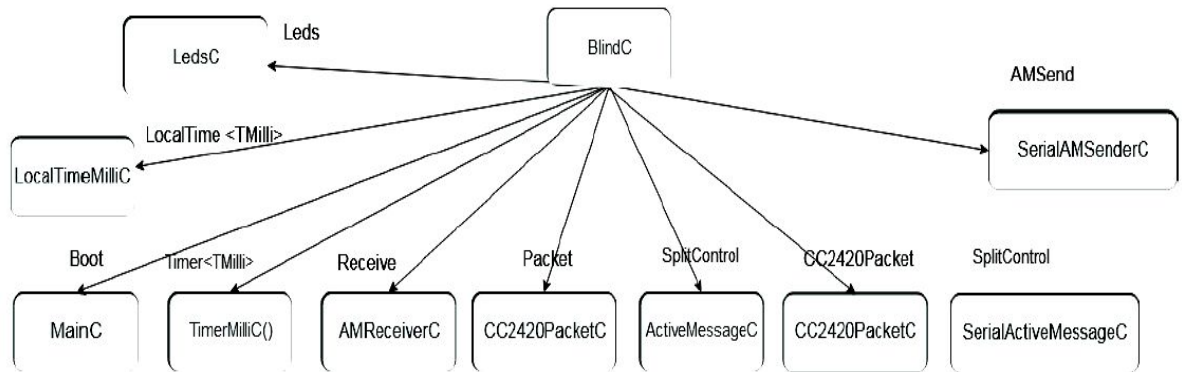 Leds
BlindC
LedsC
AMSend
LocalTime <TMilli>
SerialAMSenderC
LocalTimeMilliC
Boot
Timer<TMilli>
Receive
Packet
SplitControl
CC2420Packet
SplitControl
MainC
TimerMilliC()
AMReceiverC
CC2420PacketC
ActiveMessageC
CC2420PacketC
SerialActiveMessageC